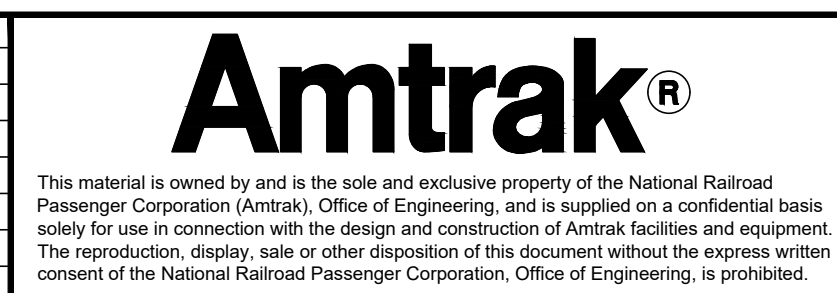 Amtrak®
This material is owned by and is the sole and exclusive property of the National Railroad
Passenger Corporation (Amtrak), Office of Engineering, and is supplied on a confidential basis
solely for use in connection with the design and construction of Amtrak facilities and equipment.
The reproduction, display, sale or other disposition of this document without the express written
consent of the National Railroad Passenger Corporation, Office of Engineering, is prohibited.